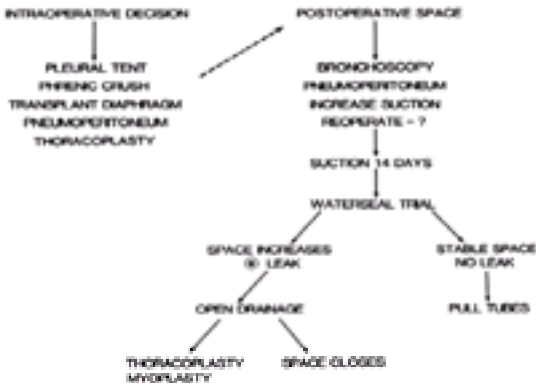 INTRAOPERATIVE DECISION
PLEURAL TENT
PHRENIC CRUSH
TRANSPLANT DIAPHRAGM
PNEUMOPERITONEUM
THORACOPLASTY
POSTOPERATIVE SPACE
BRONCHOSCOPY
PNEUMOPERITONEUM
INCREASE SUCTION
REOPERATE - ?
SUCTION 14 DAYS
WATERSEAL TRIAL
SPACE INCREASES
LEAK
STABLE SPACE
NO LEAK
OPEN DRAINAGE
PULL TUBES
THORACOPLASTY
MYOPLASTY
SPACE CLOSES